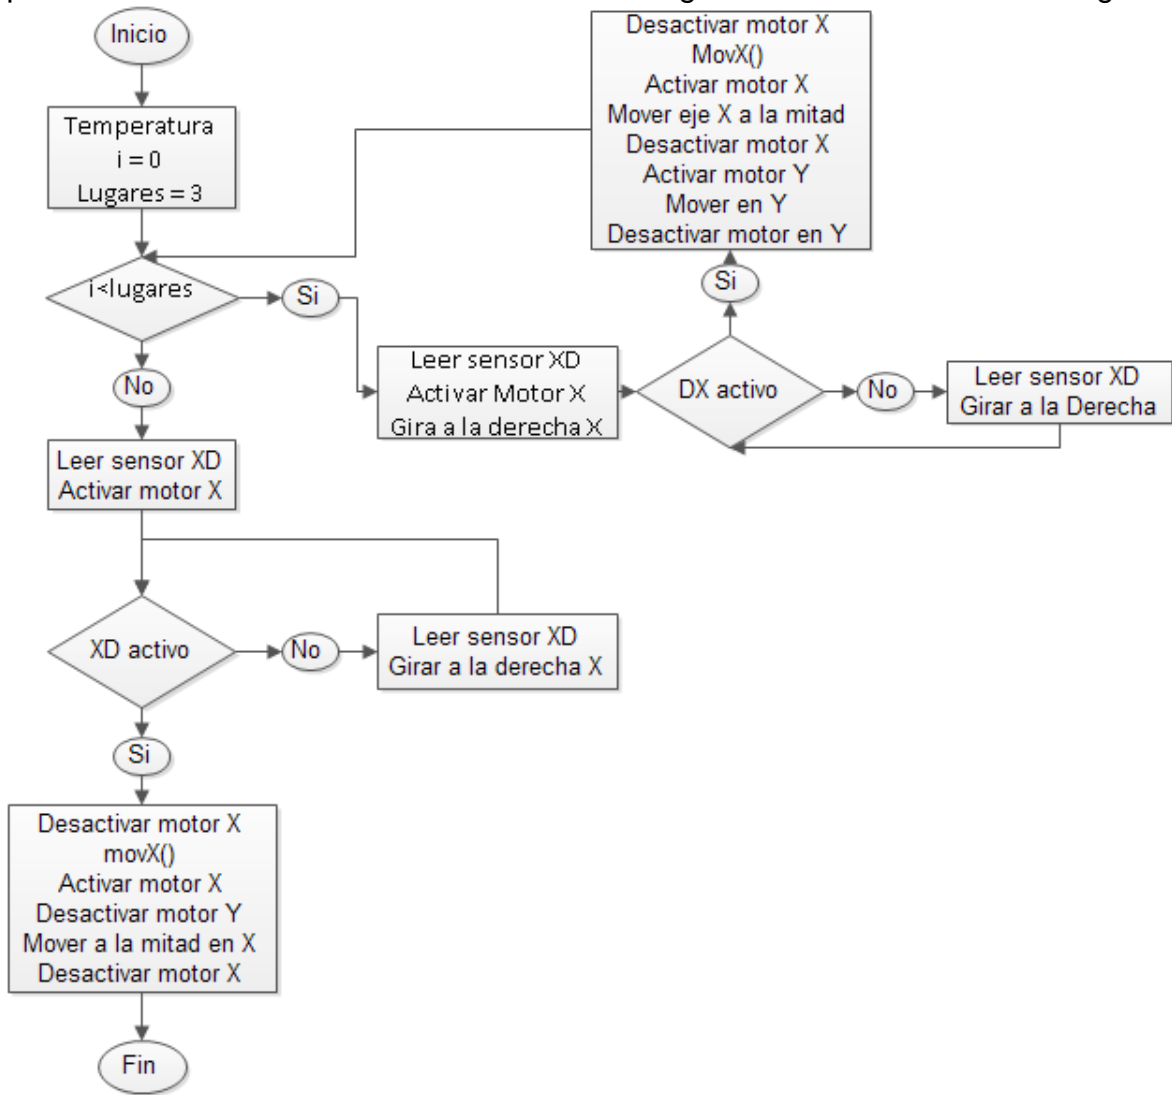 Inicio
Temperatura
i = 0
Lugares = 3
i<lugares
Si
No
Leer sensor XD
Activar Motor X
Gira a la derecha X
DX activo
No
Leer sensor XD
Girar a la Derecha
Si
Desactivar motor X
MovX()
Activar motor X
Mover eje X a la mitad
Desactivar motor X
Activar motor Y
Mover en Y
Desactivar motor en Y
Leer sensor XD
Activar motor X
XD activo
No
Leer sensor XD
Girar a la derecha X
Si
Desactivar motor X
movX()
Activar motor X
Desactivar motor Y
Mover a la mitad en X
Desactivar motor X
Fin